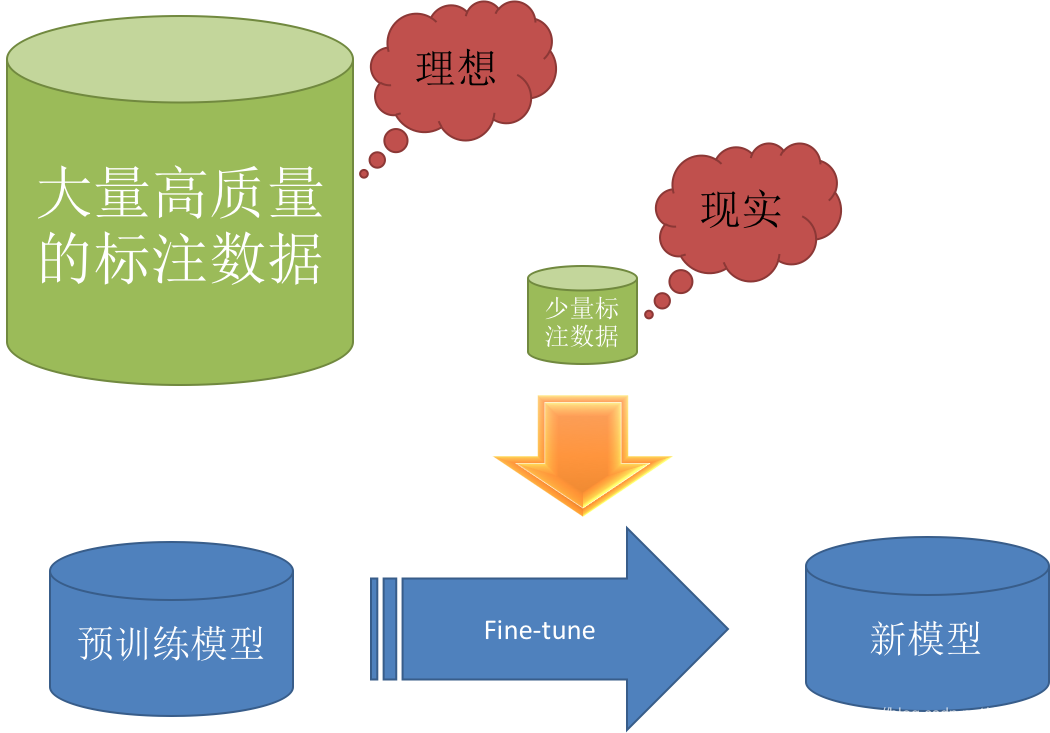 理想
大量高质量
的标注数据
现实
少量标
注数据
预训练模型
Fine-tune
新模型